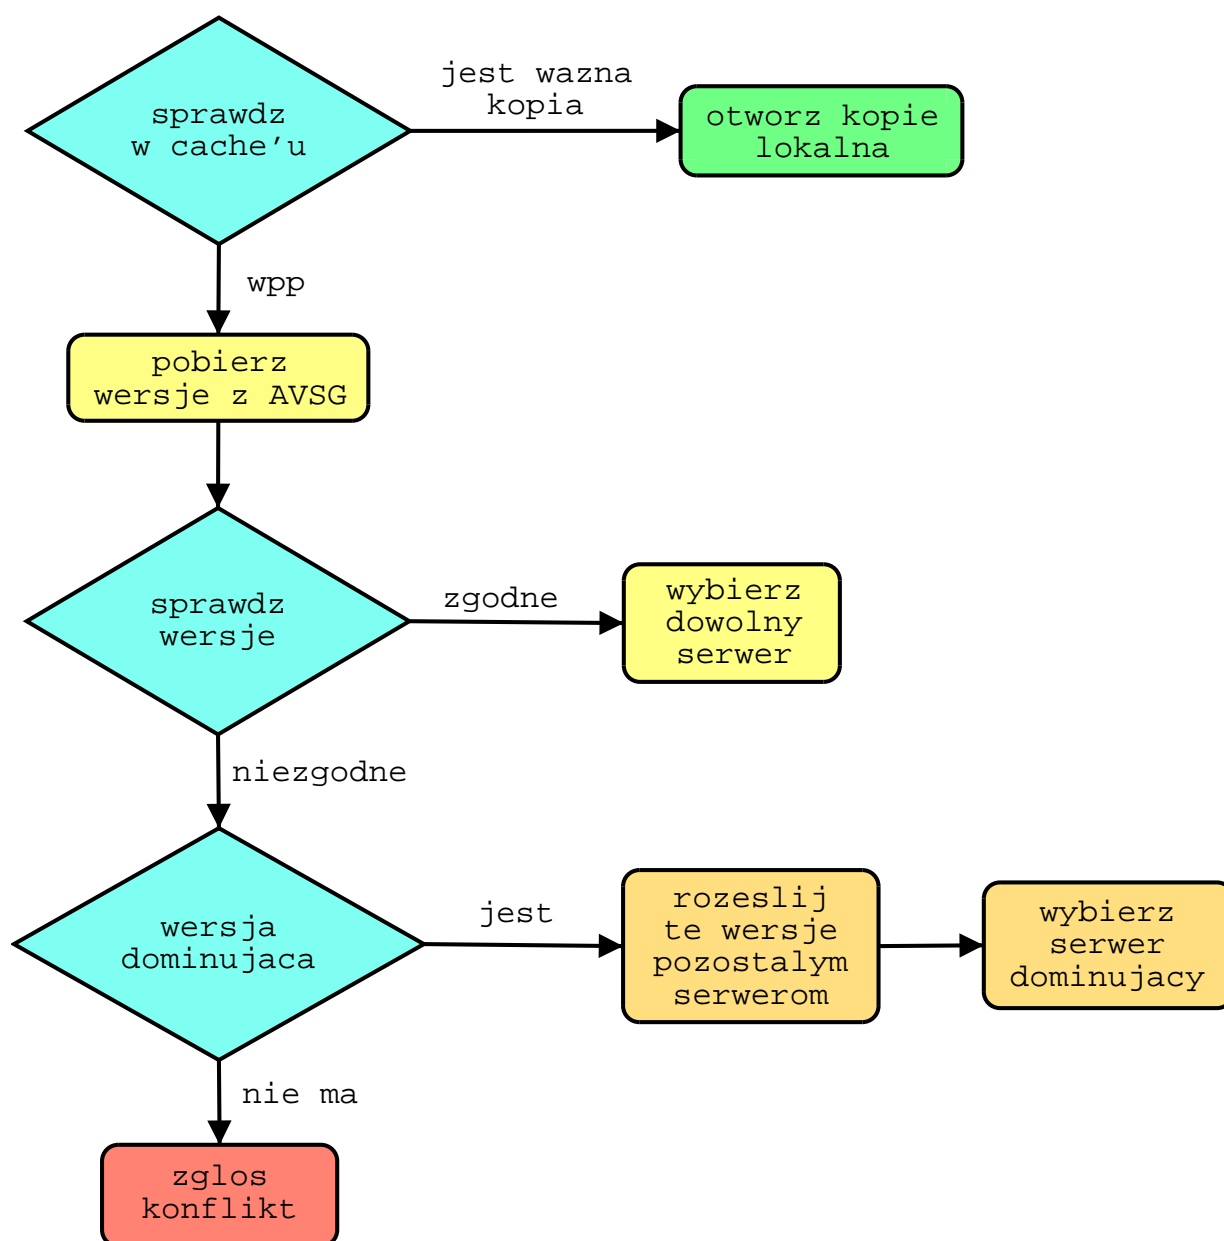 sprawdz
w cache’u
jest wazna
kopia
otworz kopie
lokalna
wpp
pobierz
wersje z AVSG
sprawdz
wersje
zgodne
wybierz
dowolny
serwer
niezgodne
wersja
dominujaca
jest
rozeslij
te wersje
pozostalym
serwerom
wybierz
serwer
dominujacy
nie ma
zglos
konflikt